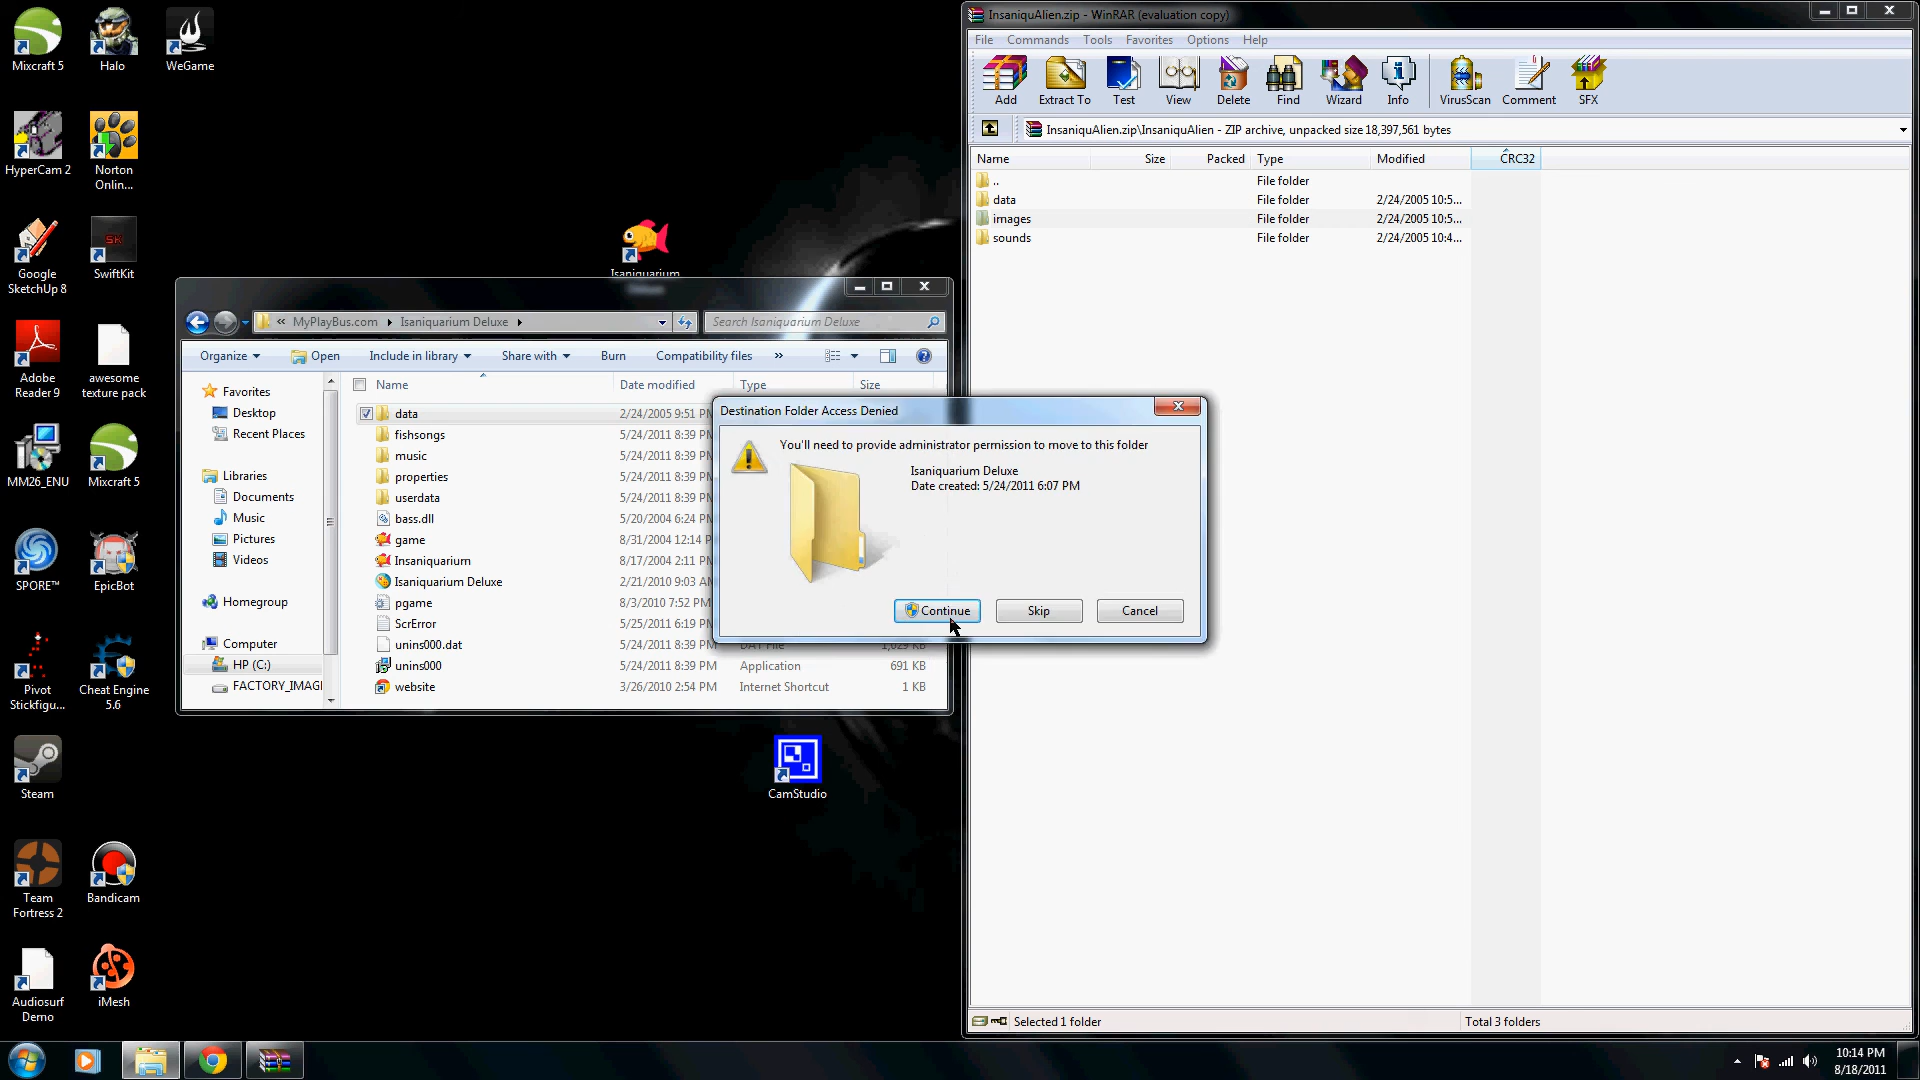 Mixcraft 5
Halo
WeGame
HyperCam 2
Norton
Onlin...
Google
SketchUp 8
SwiftKit
Adobe
Reader 9
awesome
texture pack
MM26_ENU
Mixcraft 5
SPORE™
EpicBot
Pivot
Stickfigu...
Cheat Engine
5.6
Steam
Team
Fortress 2
Bandicam
Audiosurf
Demo
iMesh
Isaniquarium
Deluxe
CamStudio
« MyPlayBus.com Isaniquarium Deluxe
Search Isaniquarium Deluxe
Organize Open Include in library Share with Burn Compatibility files »
Favorites
Desktop
Recent Places
Libraries
Documents
Music
Pictures
Videos
Homegroup
Computer
HP (C:)
FACTORY_IMAG
Name Date modified Type Size
data 2/24/2005 9:51 PM
fishsongs 5/24/2011 8:39 PM
music 5/24/2011 8:39 PM
properties 5/24/2011 8:39 PM
userdata 5/24/2011 8:39 PM
bass.dll 5/20/2004 6:24 PM
game 8/31/2004 12:14 P
Insaniquarium 8/17/2004 2:11 PM
Isaniquarium Deluxe 2/21/2010 9:03 AM
pgame 8/3/2010 7:52 PM
ScrError 5/25/2011 6:19 PM
unins000.dat 5/24/2011 8:39 PM DAT File 1,029 KB
unins000 5/24/2011 8:39 PM Application 691 KB
website 3/26/2010 2:54 PM Internet Shortcut 1 KB
Destination Folder Access Denied
You'll need to provide administrator permission to move to this folder
Isaniquarium Deluxe
Date created: 5/24/2011 6:07 PM
Continue Skip Cancel
InsaniquAlien.zip - WinRAR (evaluation copy)
File Commands Tools Favorites Options Help
Add Extract To Test View Delete Find Wizard Info VirusScan Comment SFX
InsaniquAlien.zip\InsaniquAlien - ZIP archive, unpacked size 18,397,561 bytes
Name Size Packed Type Modified CRC32
.. File folder
data File folder 2/24/2005 10:5...
images File folder 2/24/2005 10:5...
sounds File folder 2/24/2005 10:4...
Selected 1 folder
Total 3 folders
10:14 PM
8/18/2011